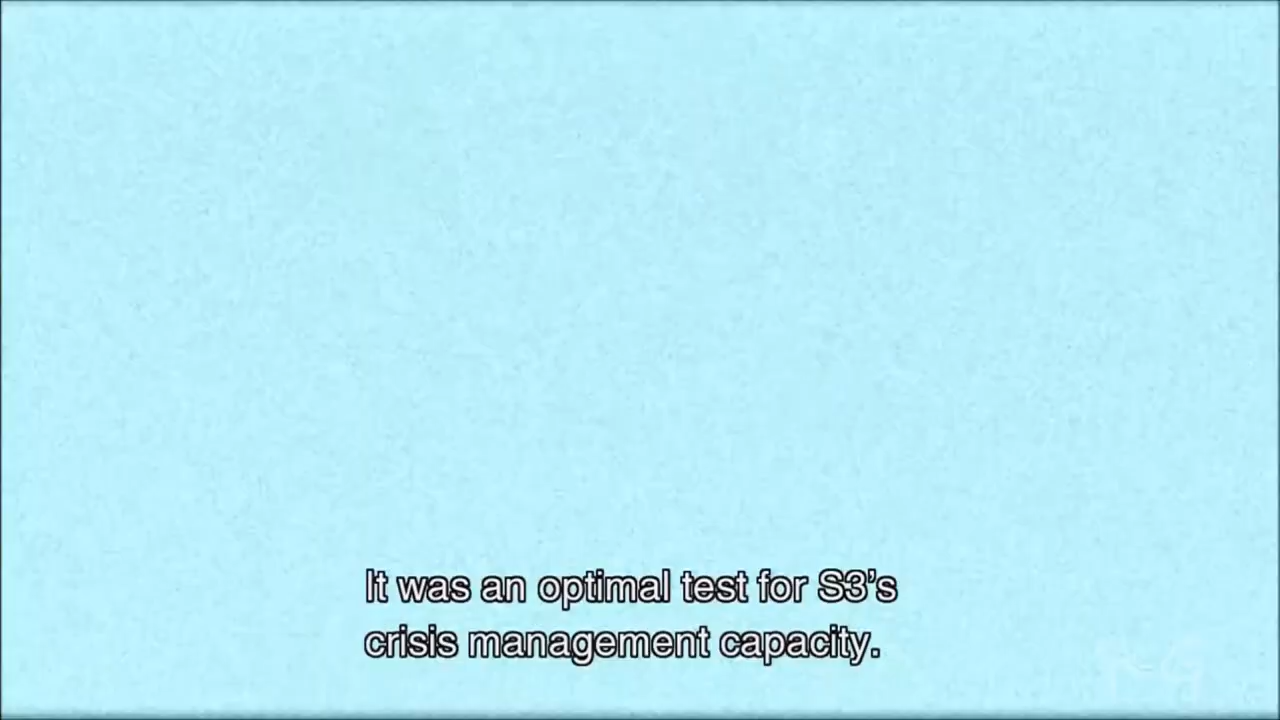 It was an optimal test for S3’s
crisis management capacity.